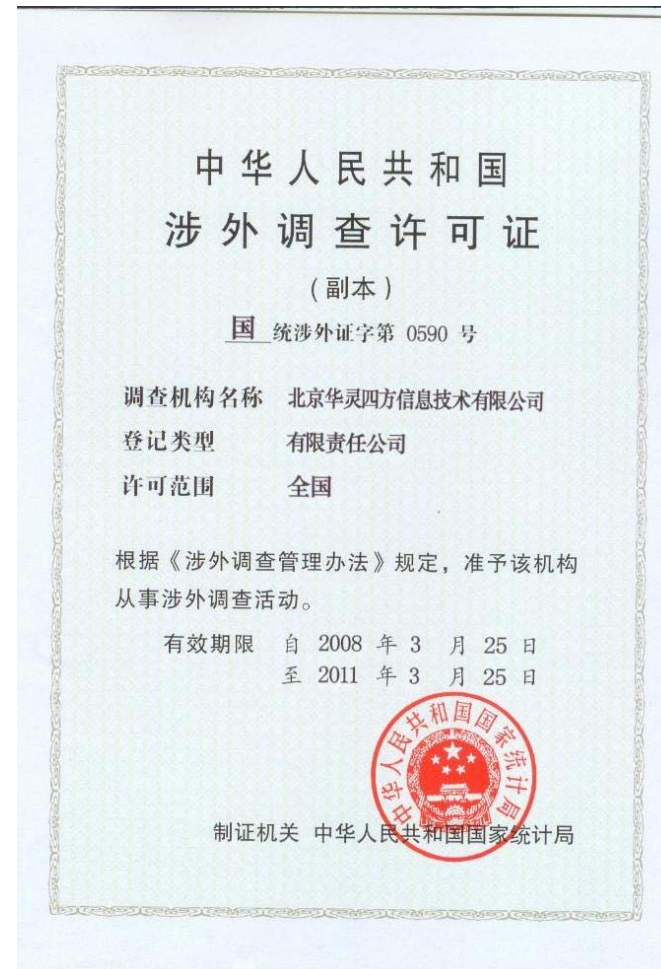 中华人民共和国
涉外调查许可证
（副本）
国 统涉外证字第 0590 号
调查机构名称 北京华灵四方信息技术有限公司
登记类型 有限责任公司
许可范围 全国
根据《涉外调查管理办法》规定，准予该机构
从事涉外调查活动。
有效期限 自 2008 年 3 月 25 日
至 2011 年 3 月 25 日
中华人民共和国国家统计局
制证机关 中华人民共和国国家统计局